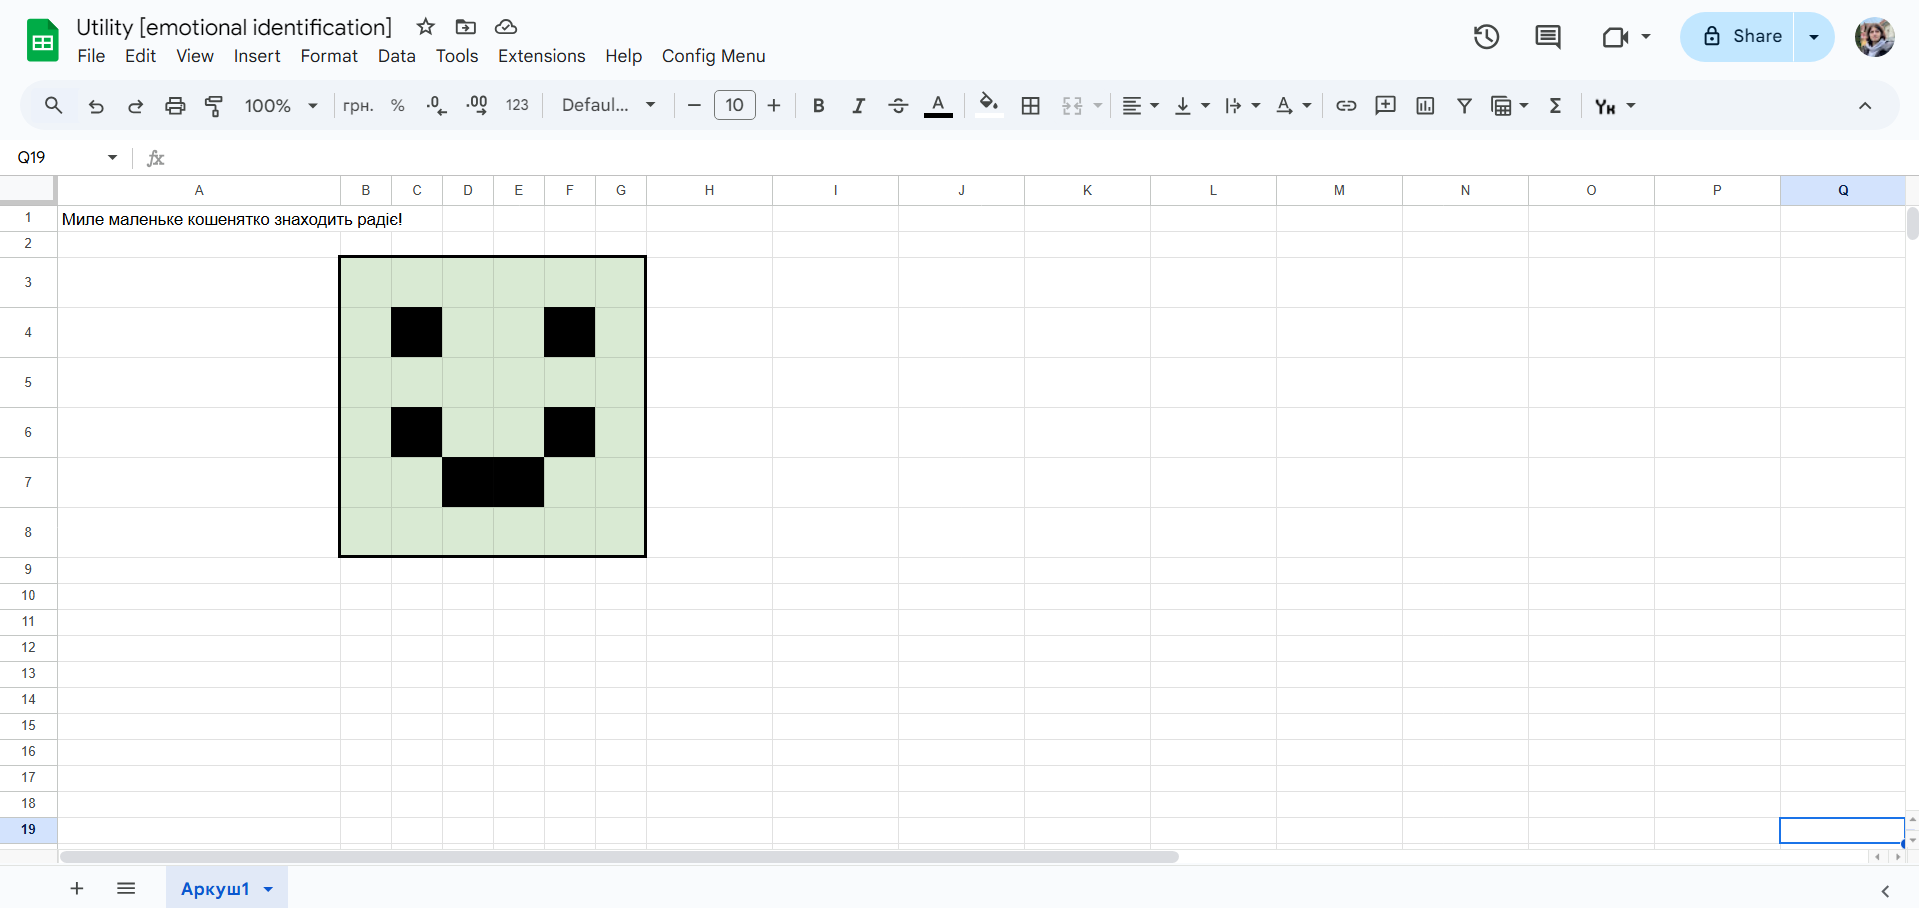 Utility [emotional identification]
File Edit View Insert Format Data Tools Extensions Help Config Menu
Share
100% грн. % .0 .00 123 Defaul... 10 B I A Σ Ун
Q19 fx
A B C D E F G H I J K L M N O P Q
1 Миле маленьке кошенятко знаходить радіє!
2
3
4
5
6
7
8
9
10
11
12
13
14
15
16
17
18
19
Аркуш1